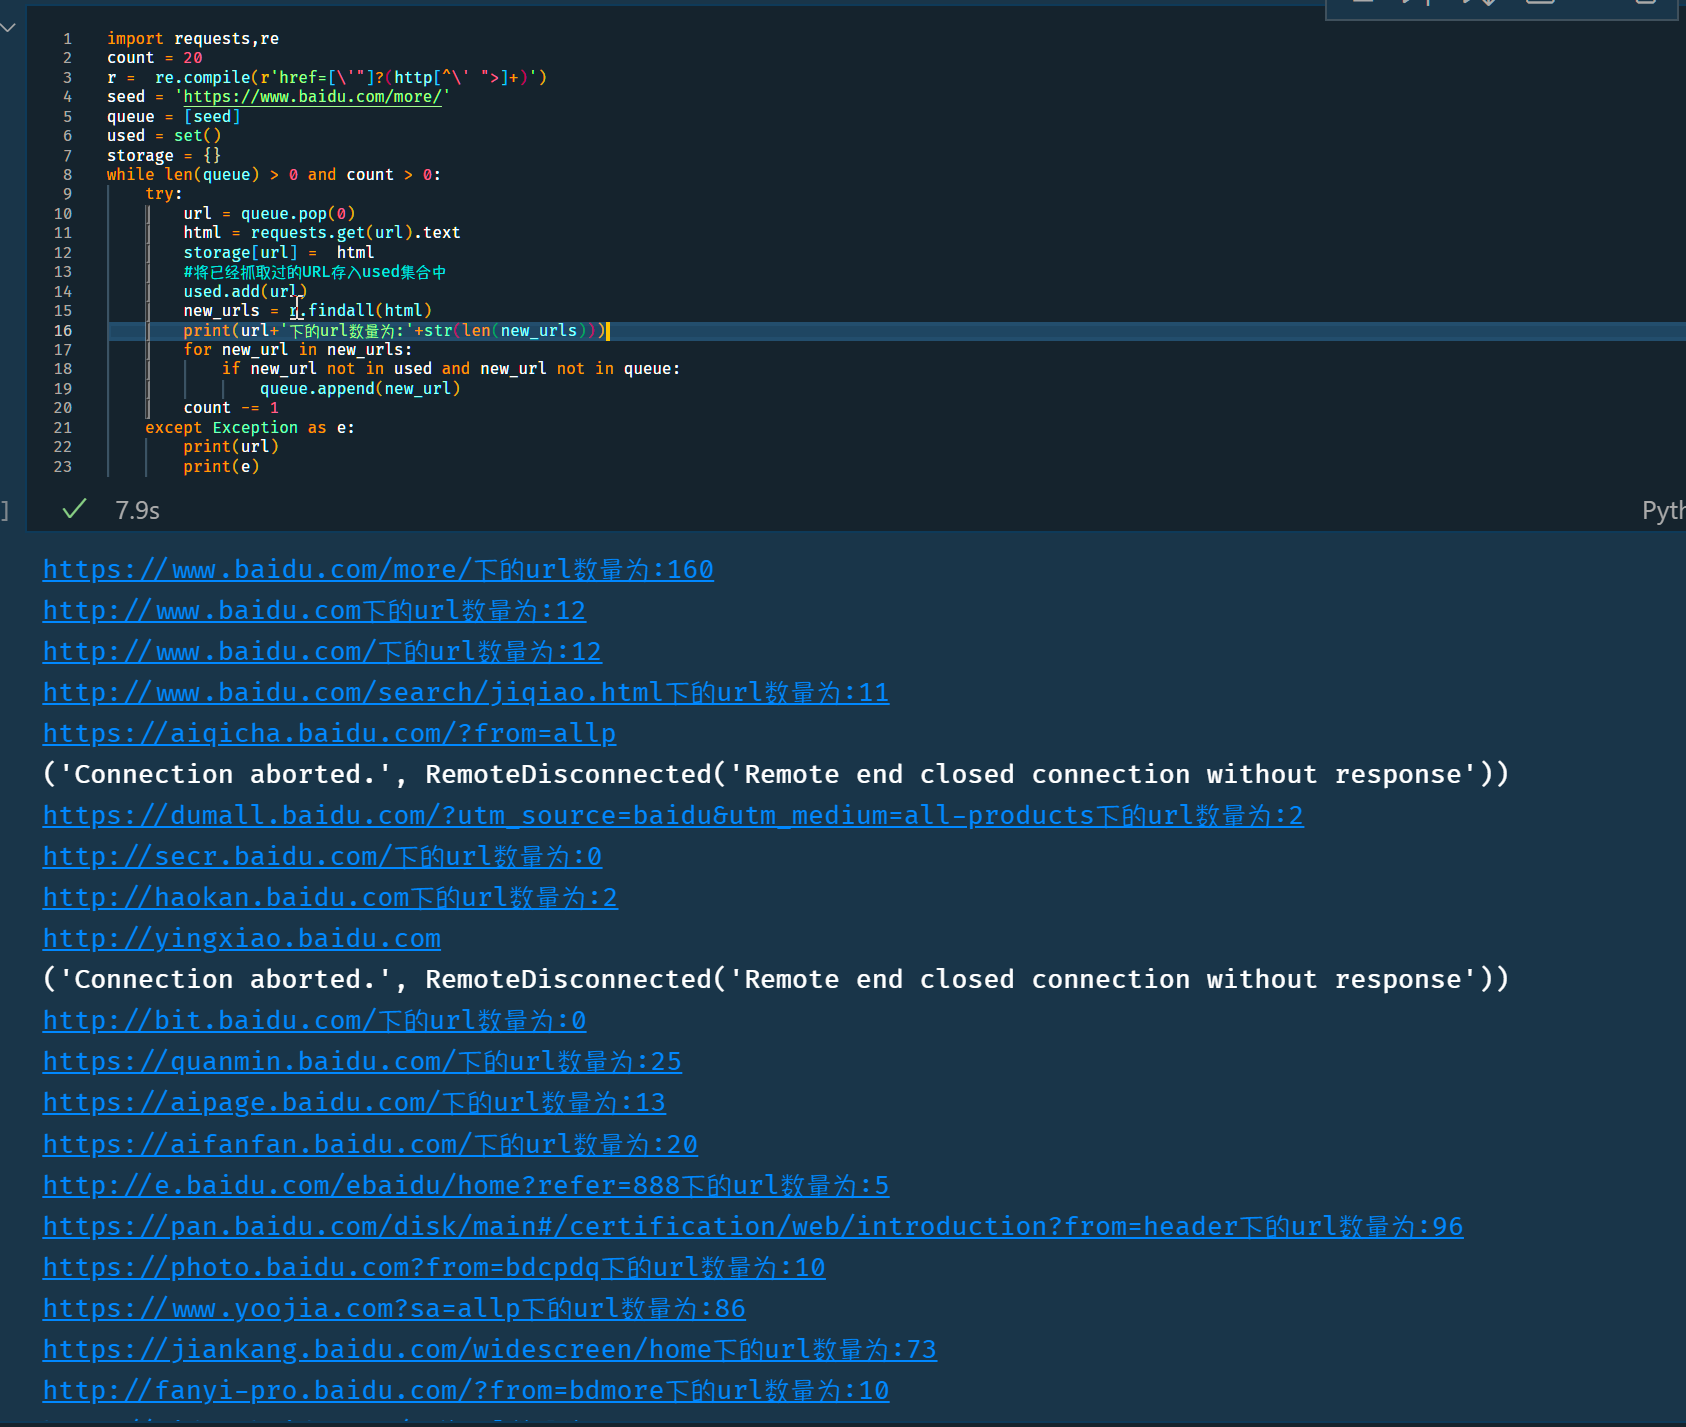 1 import requests,re
2 count = 20
3 r =  re.compile(r'href=[\'"]?(http[^\' ">]+)')
4 seed = 'https://www.baidu.com/more/'
5 queue = [seed]
6 used = set()
7 storage = {}
8 while len(queue) > 0 and count > 0:
9     try:
10         url = queue.pop(0)
11         html = requests.get(url).text
12         storage[url] =  html
13         #将已经抓取过的URL存入used集合中
14         used.add(url)
15         new_urls = r.findall(html)
16         print(url+'下的url数量为:'+str(len(new_urls)))
17         for new_url in new_urls:
18             if new_url not in used and new_url not in queue:
19                 queue.append(new_url)
20         count -= 1
21     except Exception as e:
22         print(url)
23         print(e)
] 7.9s Pyth
https://www.baidu.com/more/下的url数量为:160
http://www.baidu.com下的url数量为:12
http://www.baidu.com/下的url数量为:12
http://www.baidu.com/search/jiqiao.html下的url数量为:11
https://aiqicha.baidu.com/?from=allp
('Connection aborted.', RemoteDisconnected('Remote end closed connection without response'))
https://dumall.baidu.com/?utm_source=baidu&utm_medium=all-products下的url数量为:2
http://secr.baidu.com/下的url数量为:0
http://haokan.baidu.com下的url数量为:2
http://yingxiao.baidu.com
('Connection aborted.', RemoteDisconnected('Remote end closed connection without response'))
http://bit.baidu.com/下的url数量为:0
https://quanmin.baidu.com/下的url数量为:25
https://aipage.baidu.com/下的url数量为:13
https://aifanfan.baidu.com/下的url数量为:20
http://e.baidu.com/ebaidu/home?refer=888下的url数量为:5
https://pan.baidu.com/disk/main#/certification/web/introduction?from=header下的url数量为:96
https://photo.baidu.com?from=bdcpdq下的url数量为:10
https://www.yoojia.com?sa=allp下的url数量为:86
https://jiankang.baidu.com/widescreen/home下的url数量为:73
http://fanyi-pro.baidu.com/?from=bdmore下的url数量为:10